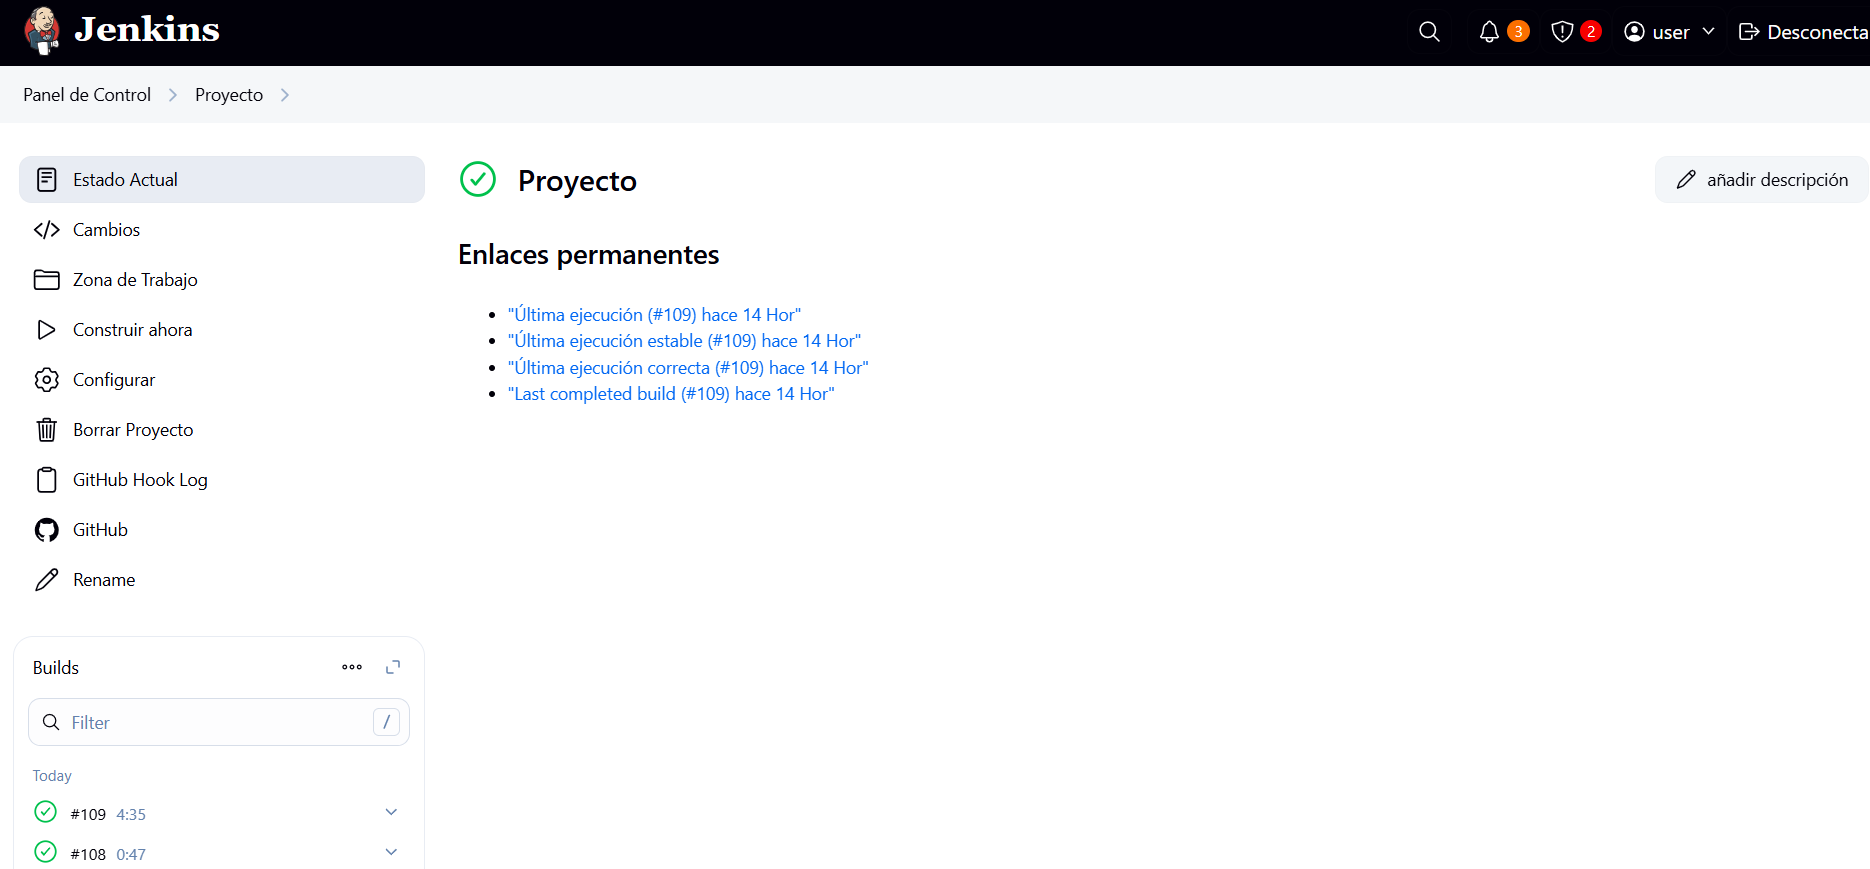 Jenkins
3
2
user
Desconecta
Panel de Control
Proyecto
Estado Actual
Cambios
Zona de Trabajo
Construir ahora
Configurar
Borrar Proyecto
GitHub Hook Log
GitHub
Rename
Builds
Filter
/
Today
#109 4:35
#108 0:47
Proyecto
añadir descripción
Enlaces permanentes
"Última ejecución (#109) hace 14 Hor"
"Última ejecución estable (#109) hace 14 Hor"
"Última ejecución correcta (#109) hace 14 Hor"
"Last completed build (#109) hace 14 Hor"